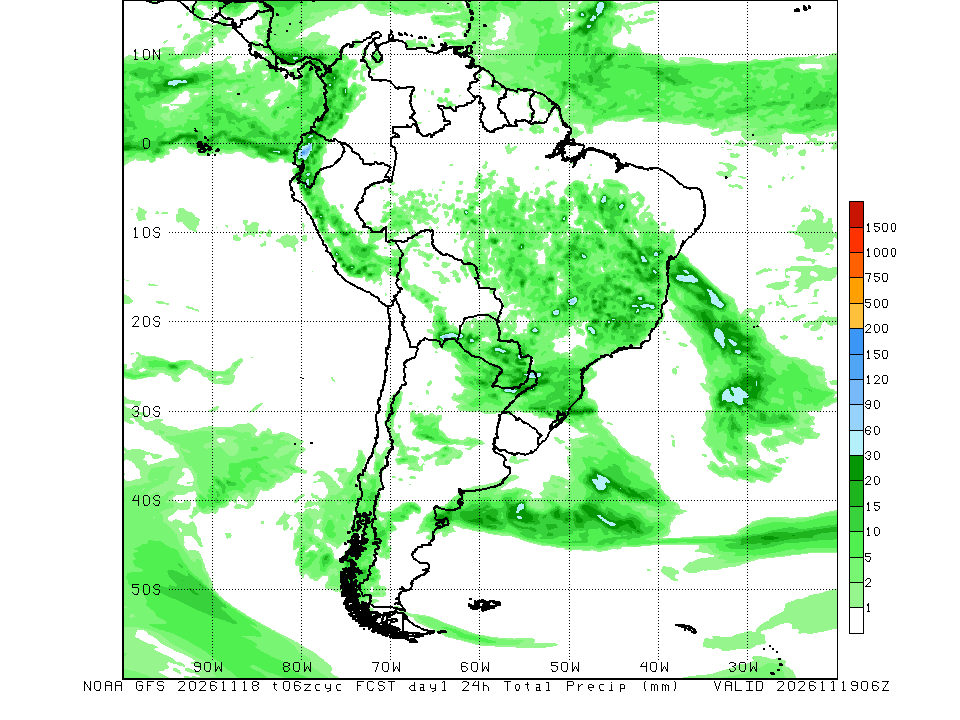 10N
0
10S
20S
30S
40S
50S
90W 80W 70W 60W 50W 40W 30W
1500
1000
750
500
200
150
120
90
60
30
20
15
10
5
2
1
NOAA GFS 20261118 t06zcyc FCST day1 24h Total Precip (mm) VALID 2026111906Z